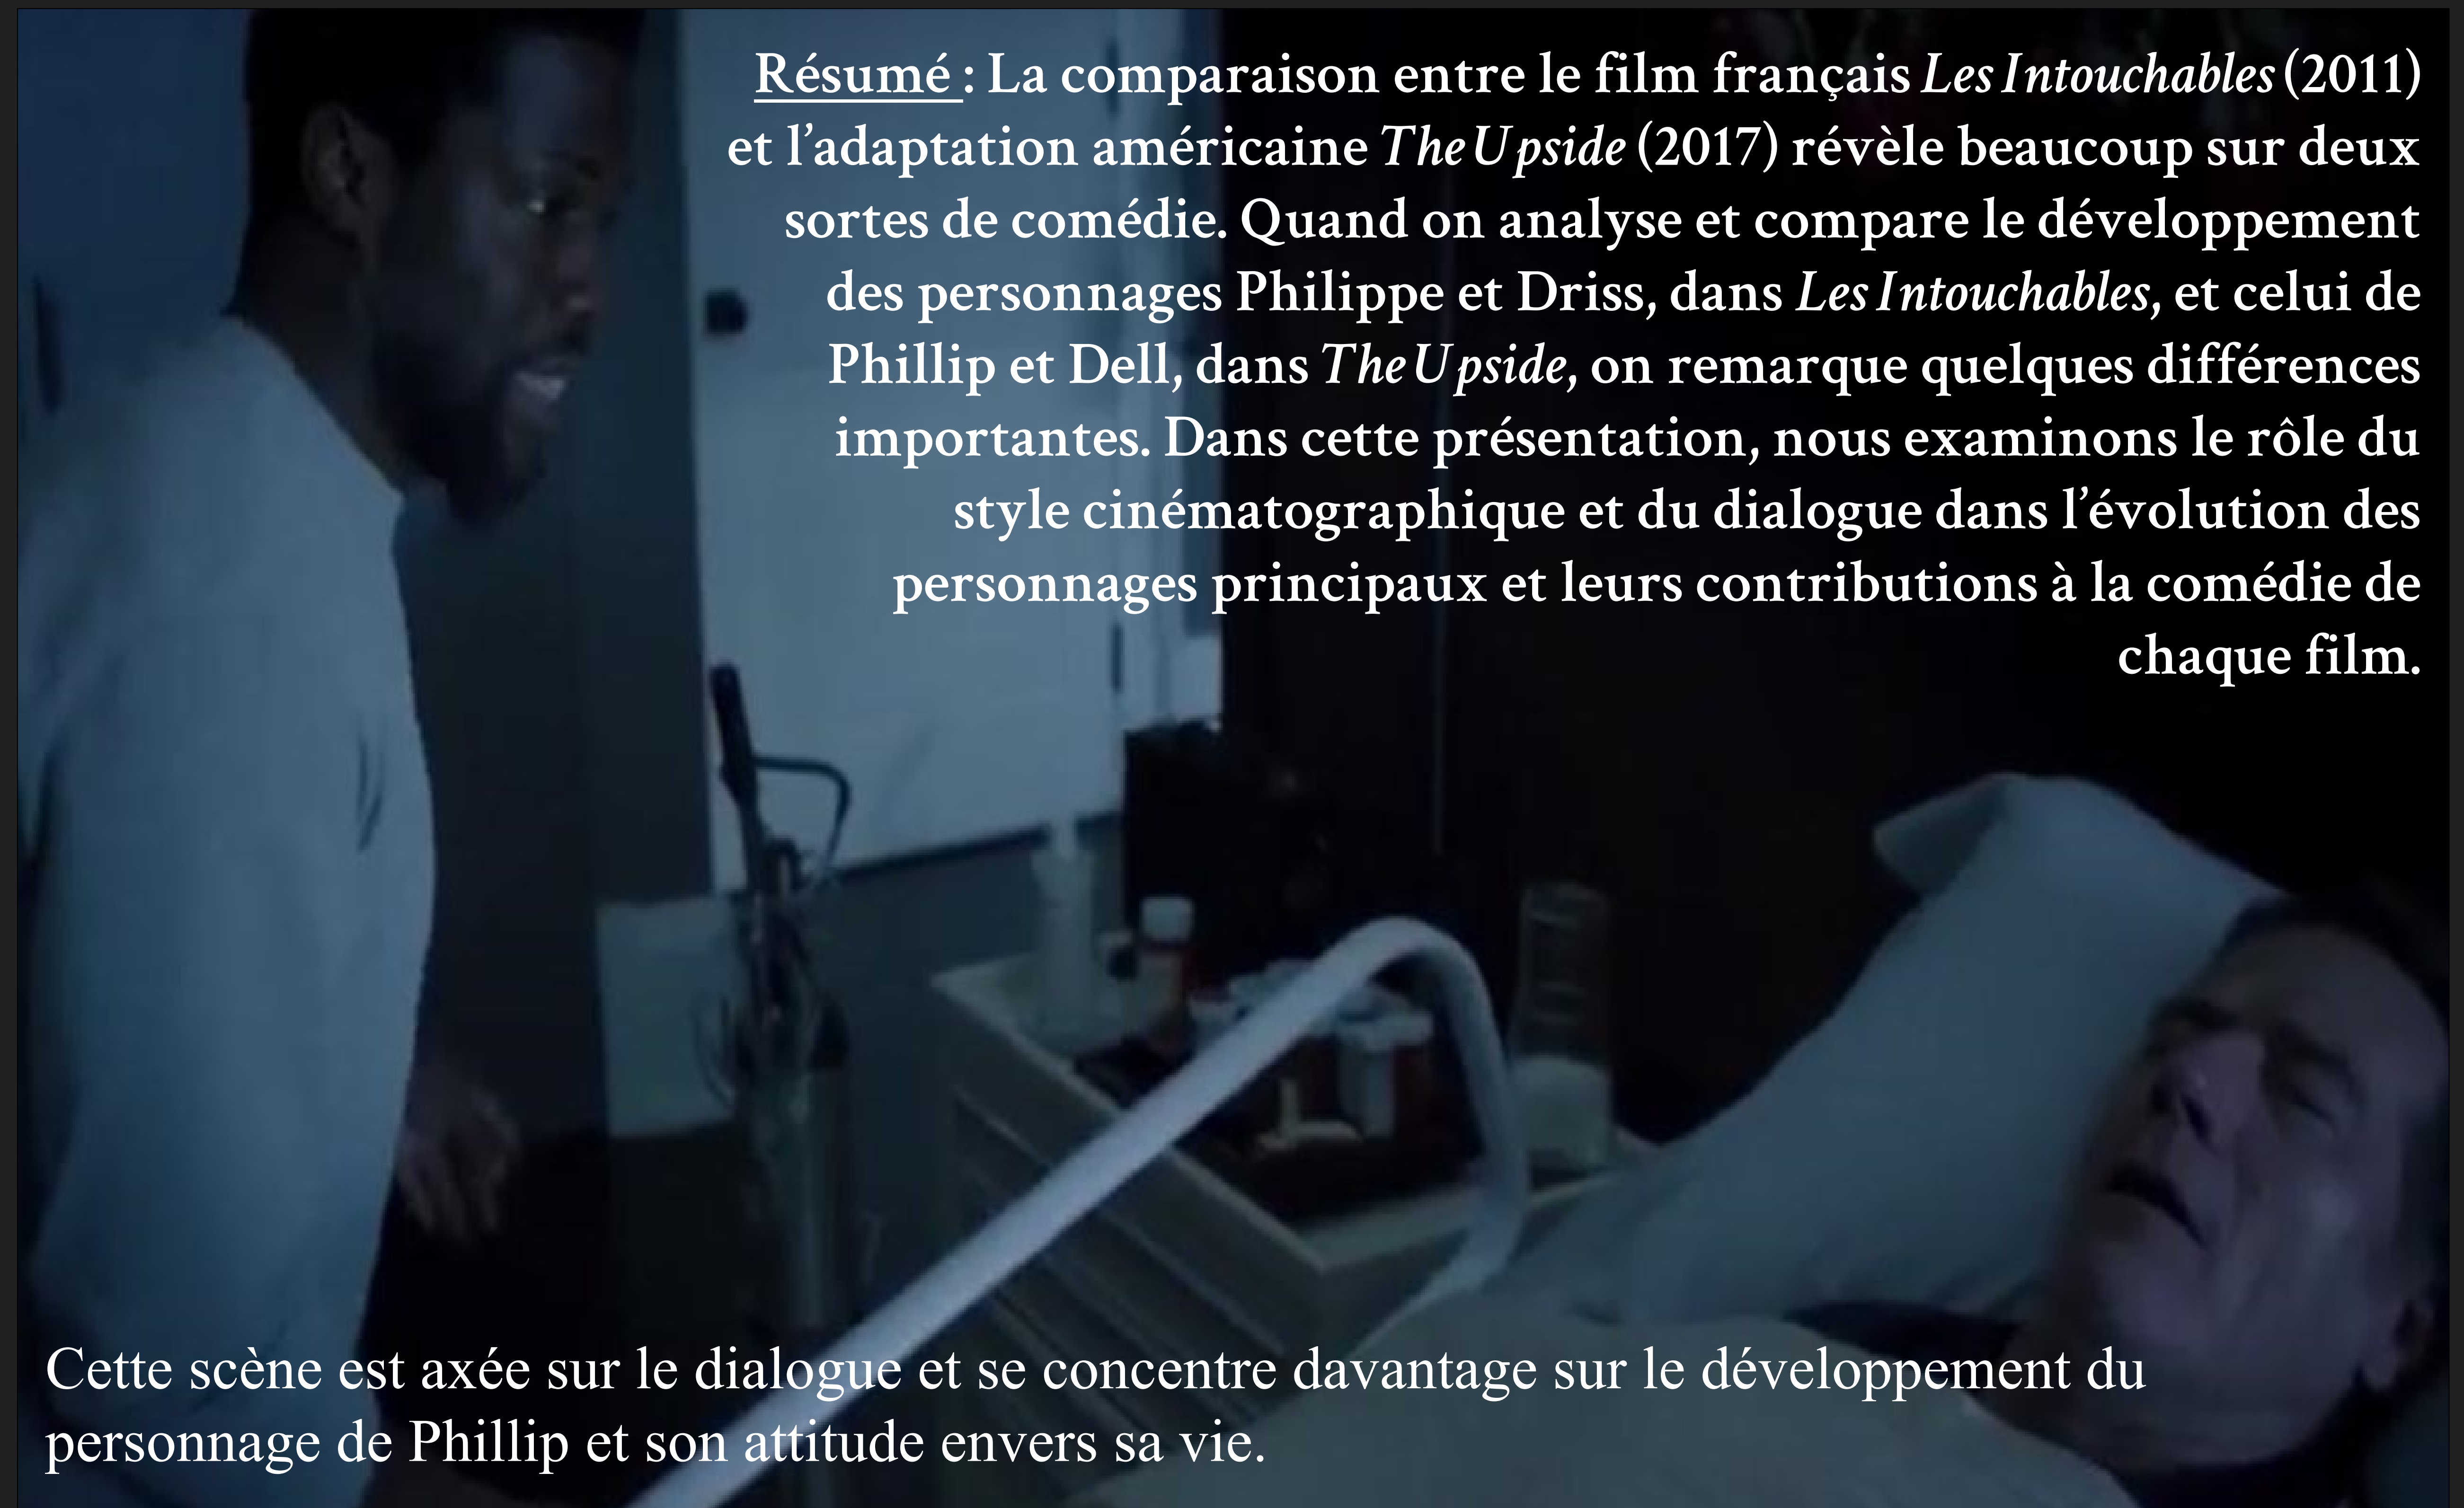 Résumé : La comparaison entre le film français Les Intouchables (2011)
et l’adaptation américaine The Upside (2017) révèle beaucoup sur deux
sortes de comédie. Quand on analyse et compare le développement
des personnages Philippe et Driss, dans Les Intouchables, et celui de
Phillip et Dell, dans The Upside, on remarque quelques différences
importantes. Dans cette présentation, nous examinons le rôle du
style cinématographique et du dialogue dans l’évolution des
personnages principaux et leurs contributions à la comédie de
chaque film.
Cette scène est axée sur le dialogue et se concentre davantage sur le développement du
personnage de Phillip et son attitude envers sa vie.